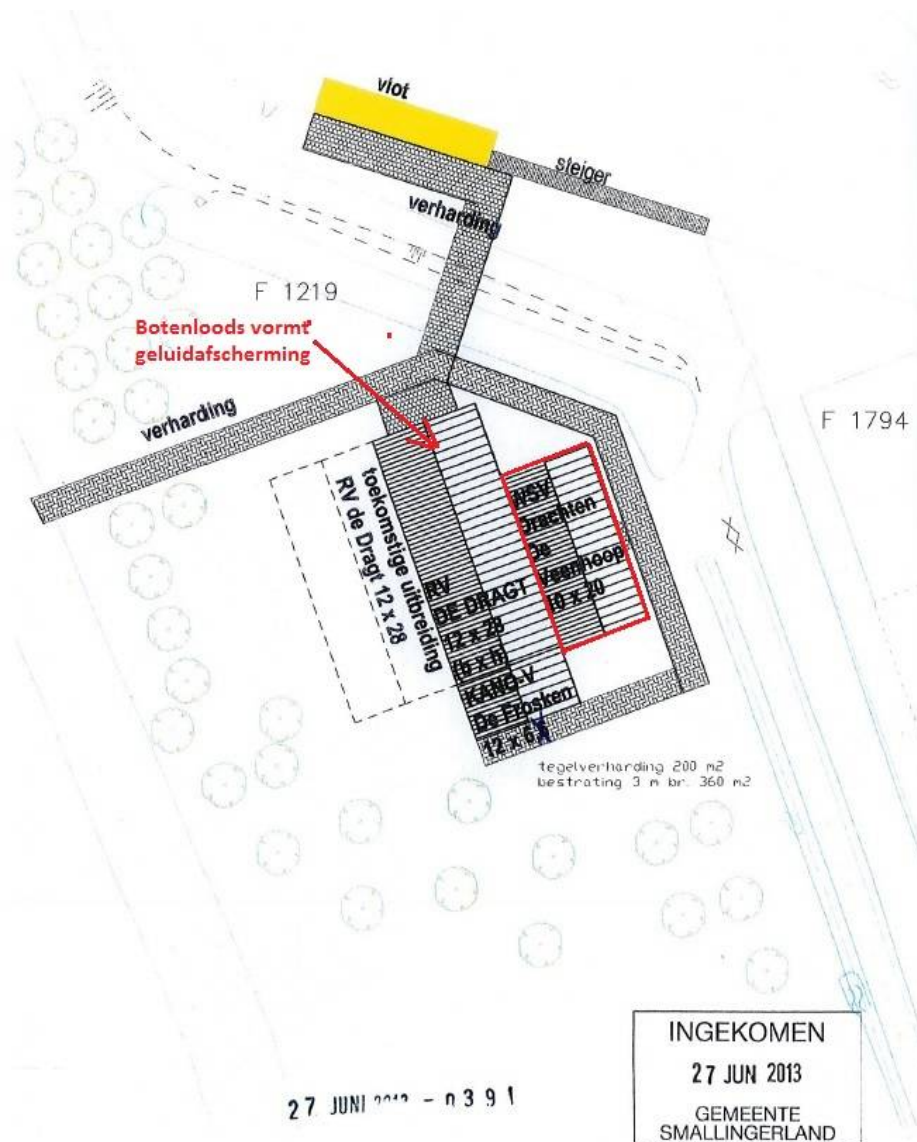 vlot
steiger
verharding
F 1219
Botenloods vormt
geluidafscherming
F 1794
verharding
toekomstige uitbreiding
RV de Dragt 12 x 28
WSV
Drachten
De
Veenhoop
10 x 20
RV
DE DRAGT
12 x 28
(b x h)
KANO-V
De Frosken
12 x 6
tegelverharding 200 m2
bestrating 3 m br. 360 m2
INGEKOMEN
27 JUN 2013
GEMEENTE
SMALLINGERLAND
27 JUNI